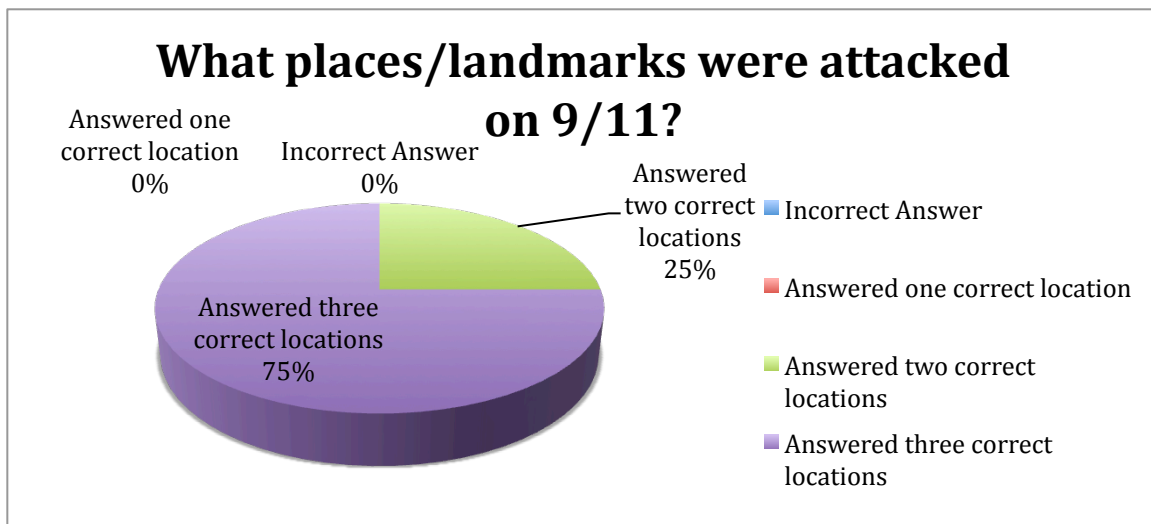 What places/landmarks were attacked
on 9/11?
Answered one
correct location
0%
Incorrect Answer
0%
Answered
two correct
locations
25%
Answered three
correct locations
75%
Incorrect Answer
Answered one correct location
Answered two correct
locations
Answered three correct
locations